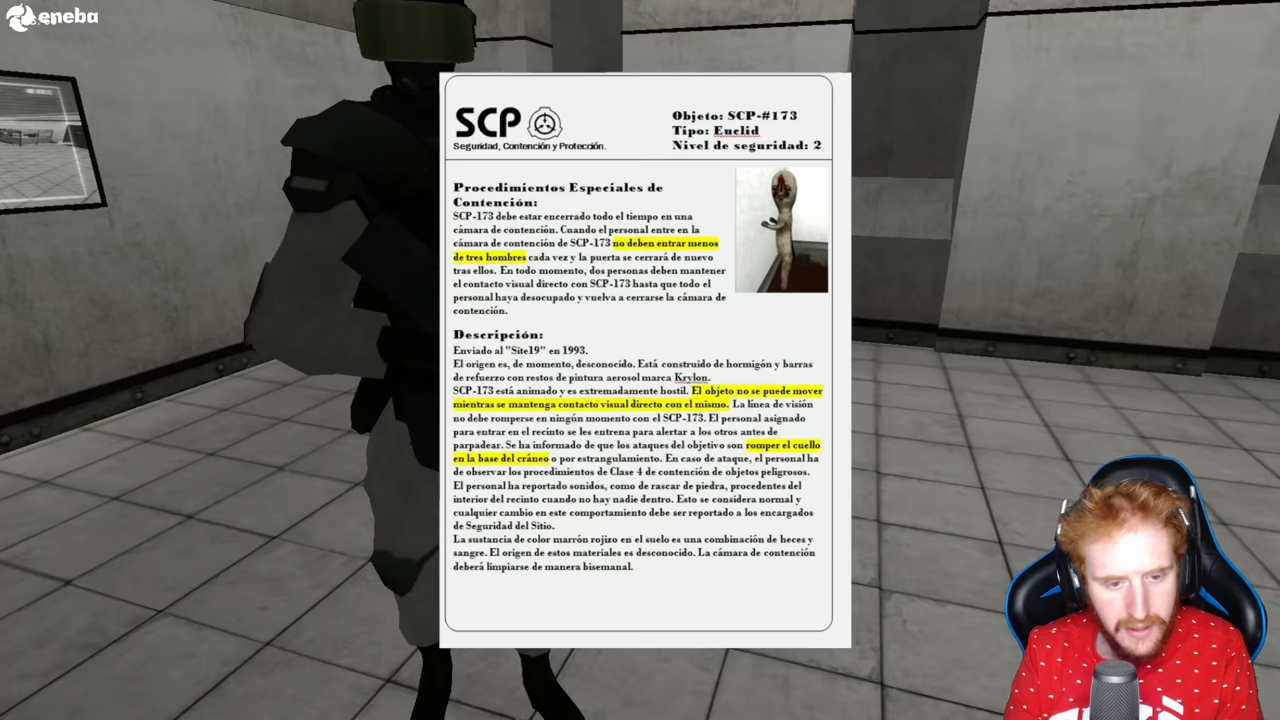 eneba
SCP
Seguridad, Contención y Protección.
Objeto: SCP-#173
Tipo: Euclid
Nivel de seguridad: 2
Procedimientos Especiales de
Contención:
SCP-173 debe estar encerrado todo el tiempo en una
cámara de contención. Cuando el personal entre en la
cámara de contención de SCP-173 no deben entrar menos
de tres hombres cada vez y la puerta se cerrará de nuevo
tras ellos. En todo momento, dos personas deben mantener
el contacto visual directo con SCP-173 hasta que todo el
personal haya desocupado y vuelva a cerrarse la cámara de
contención.
Descripción:
Enviado al "Site19" en 1993.
El origen es, de momento, desconocido. Está construido de hormigón y barras
de refuerzo con restos de pintura aerosol marca Krylon.
SCP-173 está animado y es extremadamente hostil. El objeto no se puede mover
mientras se mantenga contacto visual directo con el mismo. La línea de visión
no debe romperse en ningún momento con el SCP-173. El personal asignado
para entrar en el recinto se les entrena para alertar a los otros antes de
parpadear. Se ha informado de que los ataques del objetivo son romper el cuello
en la base del cráneo o por estrangulamiento. En caso de ataque, el personal ha
de observar los procedimientos de Clase 4 de contención de objetos peligrosos.
El personal ha reportado sonidos, como de rascar de piedra, procedentes del
interior del recinto cuando no hay nadie dentro. Esto se considera normal y
cualquier cambio en este comportamiento debe ser reportado a los encargados
de Seguridad del Sitio.
La sustancia de color marrón rojizo en el suelo es una combinación de heces y
sangre. El origen de estos materiales es desconocido. La cámara de contención
deberá limpiarse de manera bisemanal.